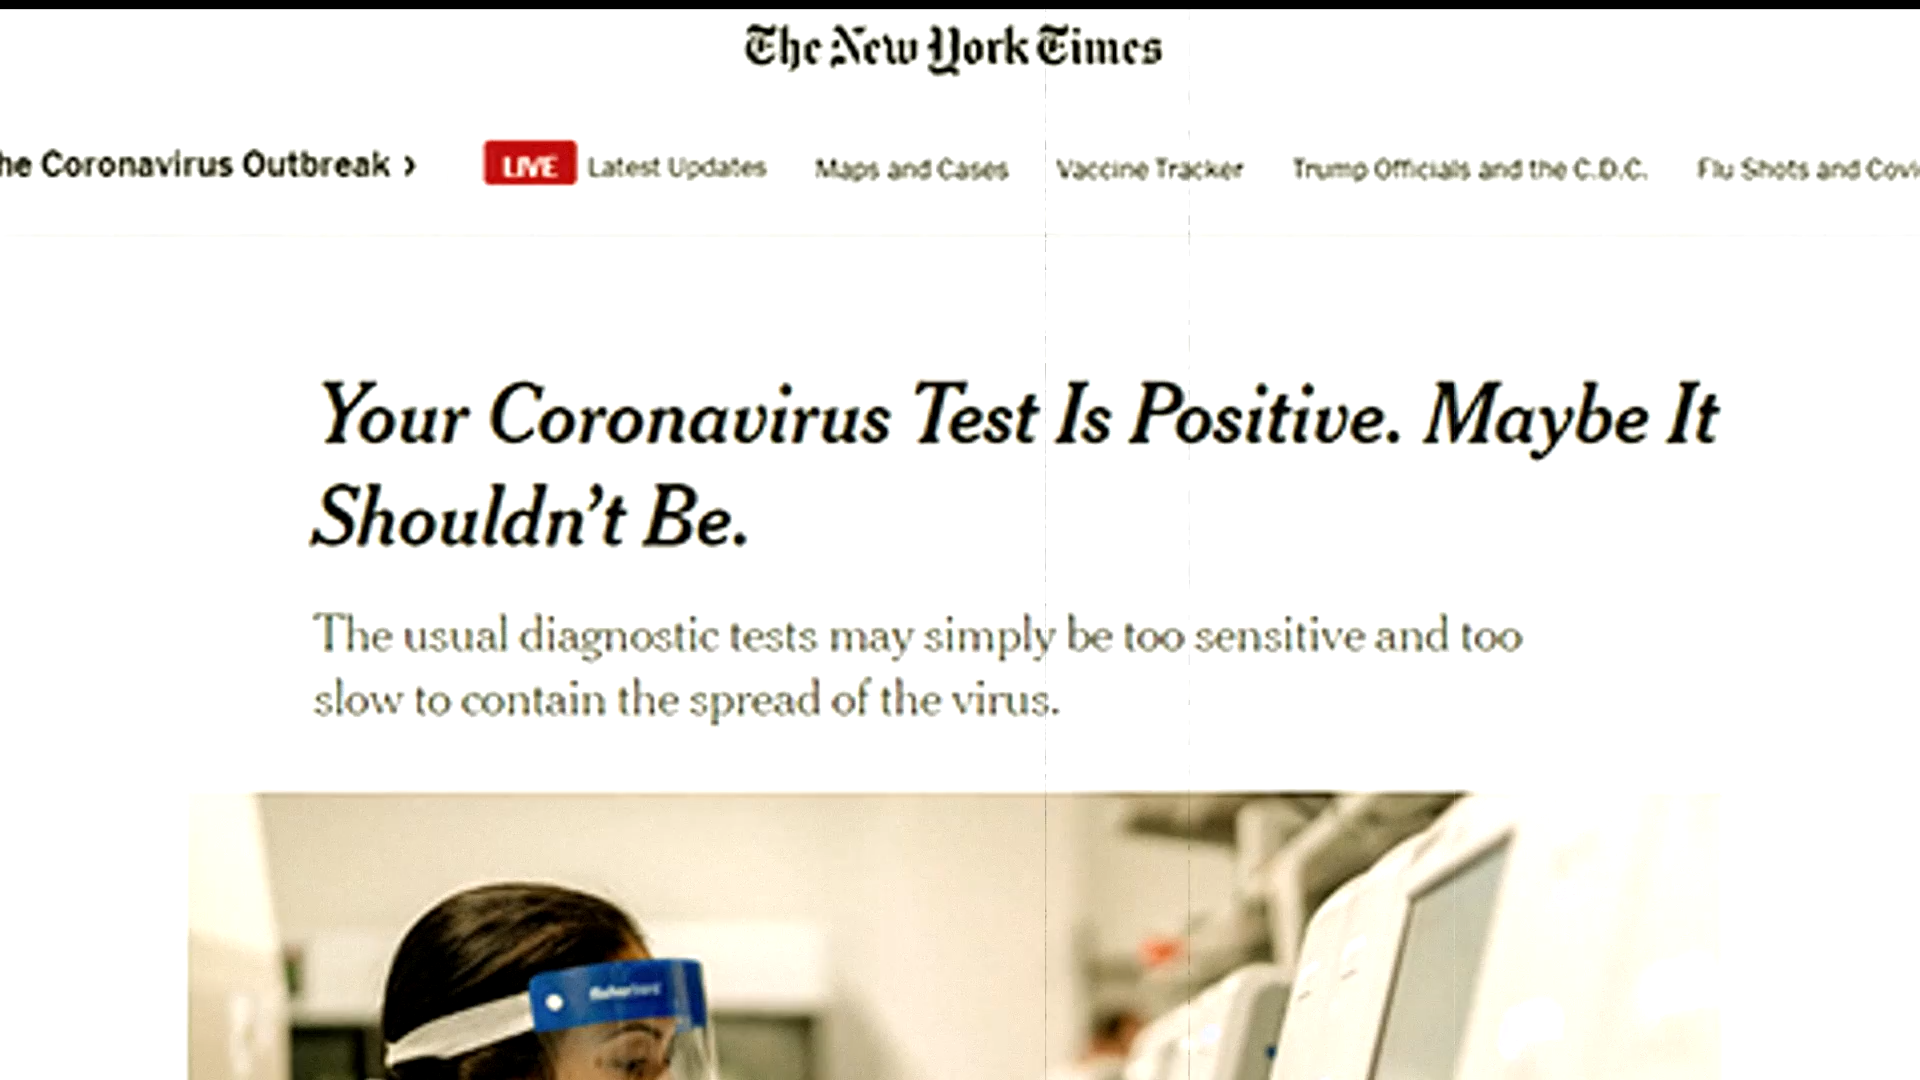 The New York Times
he Coronavirus Outbreak ›
LIVE Latest Updates Maps and Cases Vaccine Tracker Trump Officials and the C.D.C. Flu Shots and Covi
Your Coronavirus Test Is Positive. Maybe It
Shouldn't Be.
The usual diagnostic tests may simply be too sensitive and too
slow to contain the spread of the virus.